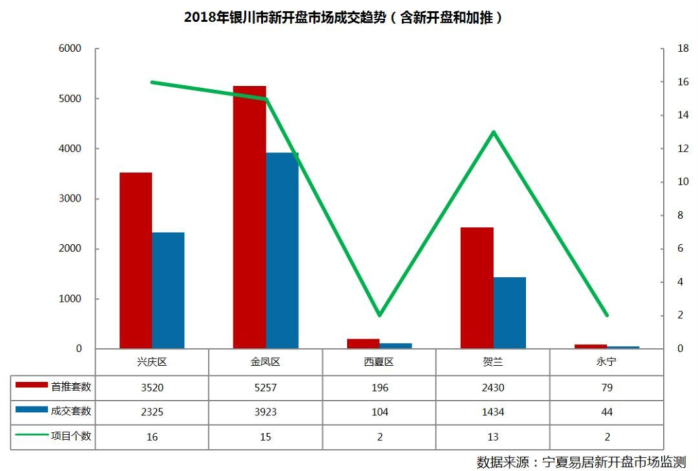 2018年银川市新开盘市场成交趋势（含新开盘和加推）
6000 18
5000 16
4000 14
3000 12
2000 10
1000 8
0 6
4
2
0
兴庆区 金凤区 西夏区 贺兰 永宁
首推套数 3520 5257 196 2430 79
成交套数 2325 3923 104 1434 44
项目个数 16 15 2 13 2
数据来源：宁夏易居新开盘市场监测